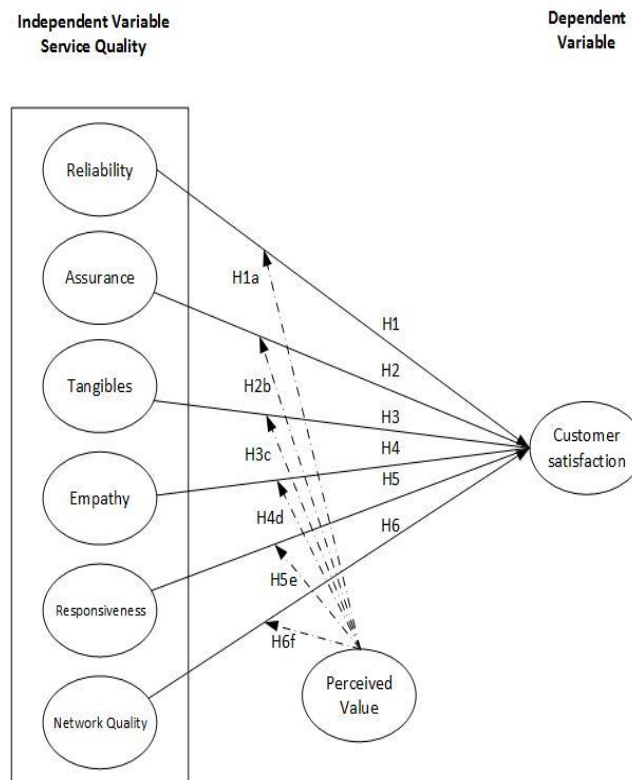 Independent Variable
Service Quality
Dependent
Variable
Reliability
Assurance
Tangibles
Empathy
Responsiveness
Network Quality
H1a
H2b
H3c
H4d
H5e
H6f
H1
H2
H3
H4
H5
H6
Customer
satisfaction
Perceived
Value